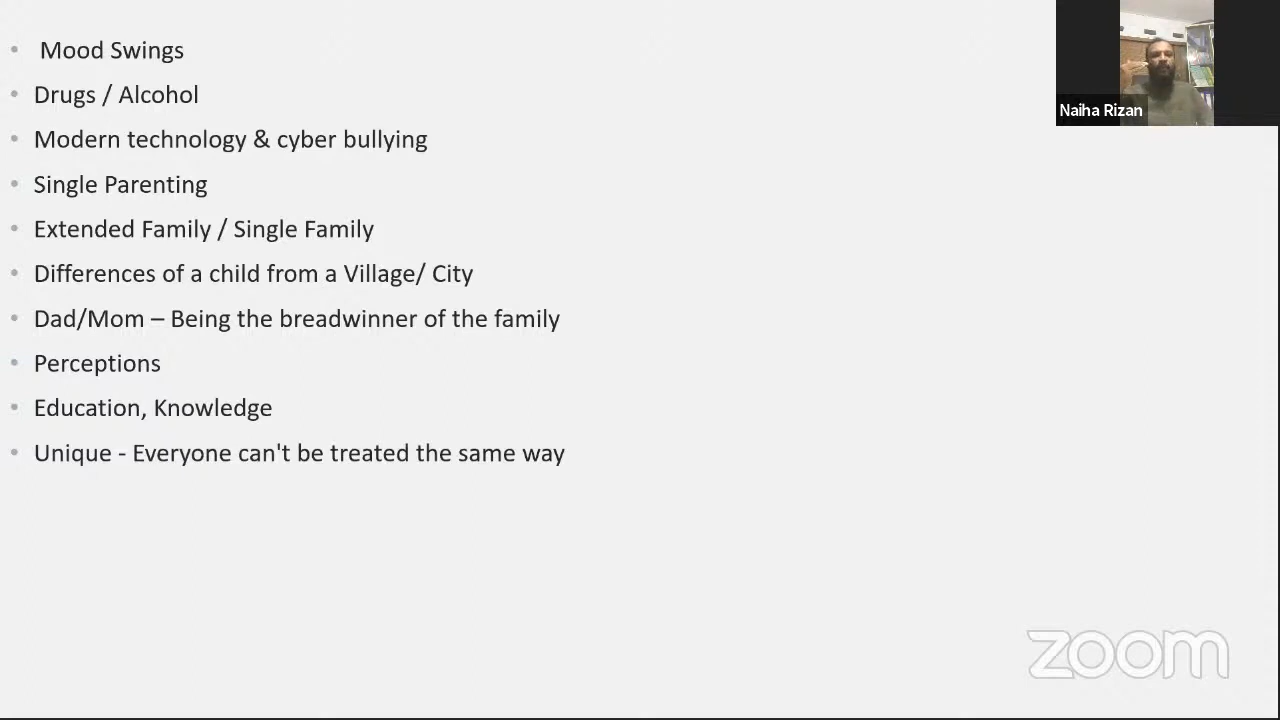 Mood Swings
Drugs / Alcohol
Modern technology & cyber bullying
Single Parenting
Extended Family / Single Family
Differences of a child from a Village/ City
Dad/Mom – Being the breadwinner of the family
Perceptions
Education, Knowledge
Unique - Everyone can't be treated the same way
Naiha Rizan
zoom